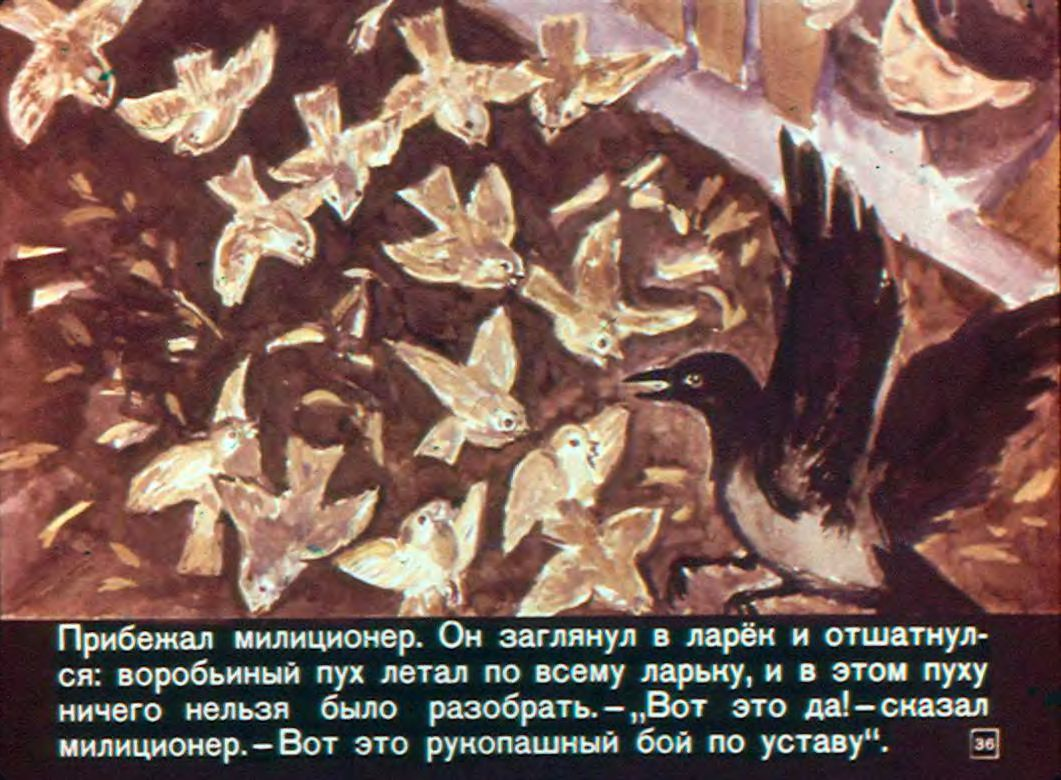 Прибежал милиционер. Он заглянул в ларёк и отшатнул-
ся: воробьиный пух летал по всему ларьку, и в этом пуху
ничего нельзя было разобрать.–„Вот это да!–сказал
милиционер.–Вот это рукопашный бой по уставу“.
36